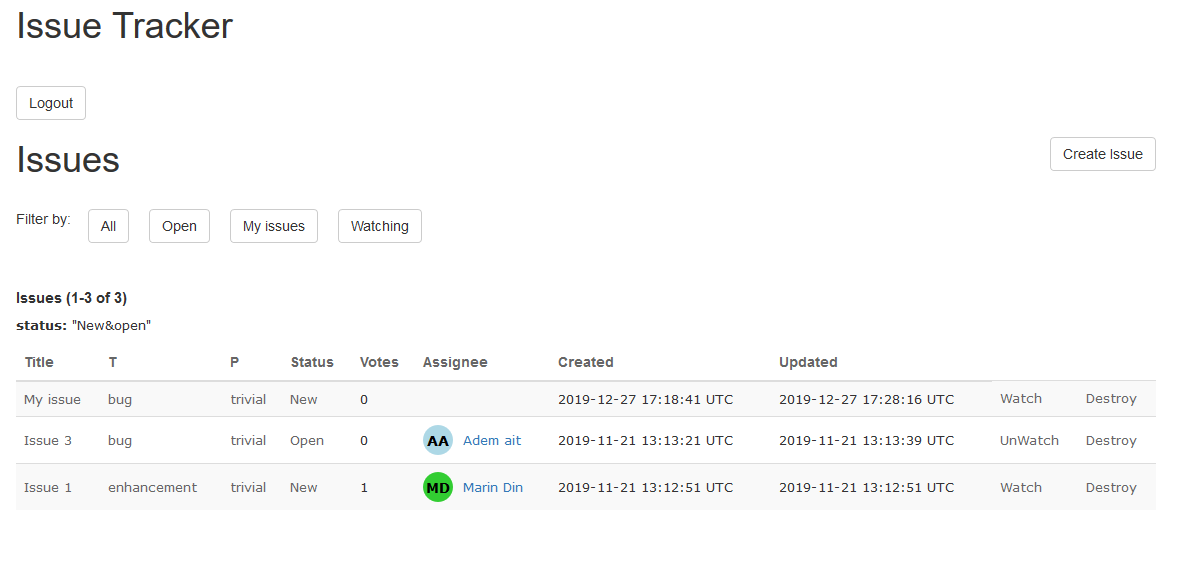 Issue Tracker
Logout
Issues
Create Issue
Filter by: All Open My issues Watching
Issues (1-3 of 3)
status: "New&open"
Title T P Status Votes Assignee Created Updated
My issue bug trivial New 0 2019-12-27 17:18:41 UTC 2019-12-27 17:28:16 UTC Watch Destroy
Issue 3 bug trivial Open 0 AA Adem ait 2019-11-21 13:13:21 UTC 2019-11-21 13:13:39 UTC UnWatch Destroy
Issue 1 enhancement trivial New 1 MD Marin Din 2019-11-21 13:12:51 UTC 2019-11-21 13:12:51 UTC Watch Destroy